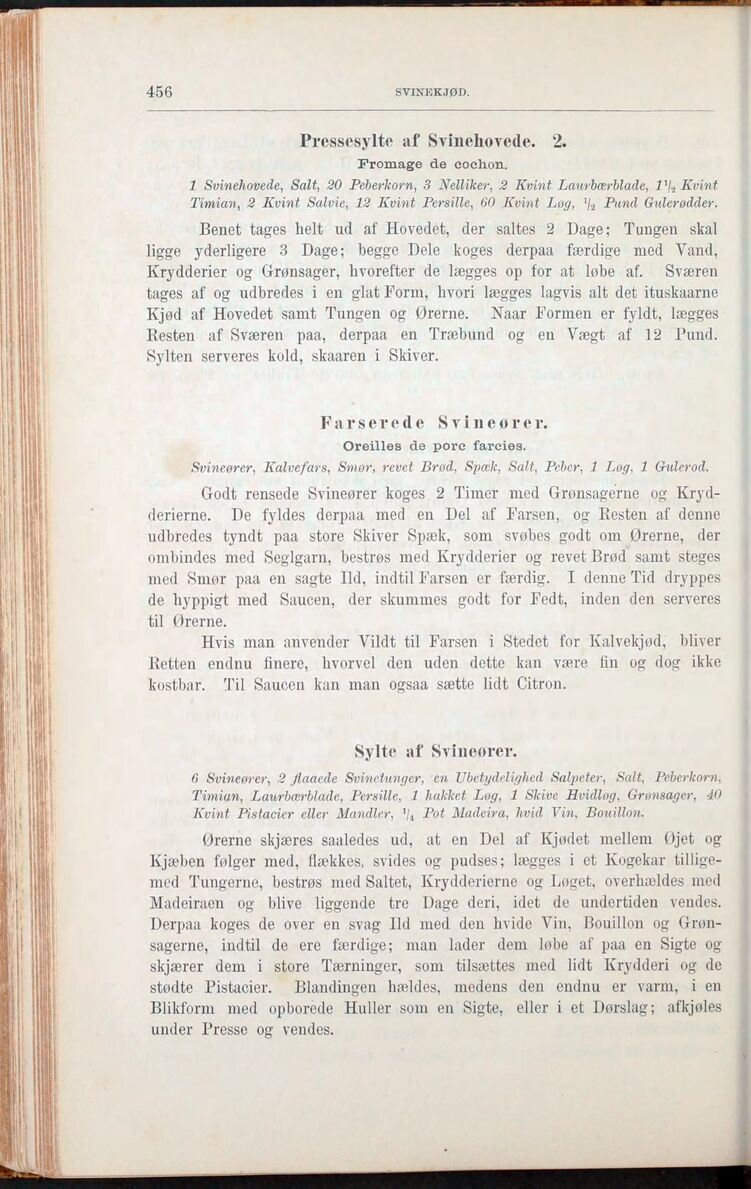 456
SVINEKJØD.
Pressesylte af Svinehovede. 2.
Fromage de cochon.
1 Svinehovede, Salt, 20 Peberkorn, 3 Nelliker, 2 Kvint Laurbærblade, 1½ Kvint
Timian, 2 Kvint Salvie, 12 Kvint Persille, 60 Kvint Løg, ½ Pund Gulerødder.
Benet tages helt ud af Hovedet, der saltes 2 Dage; Tungen skal
ligge yderligere 3 Dage; begge Dele koges derpaa færdige med Vand,
Krydderier og Grønsager, hvorefter de lægges op for at løbe af. Sværen
tages af og udbredes i en glat Form, hvori lægges lagvis alt det ituskaarne
Kjød af Hovedet samt Tungen og Ørerne. Naar Formen er fyldt, lægges
Resten af Sværen paa, derpaa en Træbund og en Vægt af 12 Pund.
Sylten serveres kold, skaaren i Skiver.
Farserede Svineører.
Oreilles de porc farcies.
Svineører, Kalvefars, Smør, revet Brød, Spæk, Salt, Peber, 1 Løg, 1 Gulerod.
Godt rensede Svineører koges 2 Timer med Grønsagerne og Kryd-
derierne. De fyldes derpaa med en Del af Farsen, og Resten af denne
udbredes tyndt paa store Skiver Spæk, som svøbes godt om Ørerne, der
ombindes med Seglgarn, bestrøs med Krydderier og revet Brød samt steges
med Smør paa en sagte Ild, indtil Farsen er færdig. I denne Tid dryppes
de hyppigt med Saucen, der skummes godt for Fedt, inden den serveres
til Ørerne.
Hvis man anvender Vildt til Farsen i Stedet for Kalvekjød, bliver
Retten endnu finere, hvorvel den uden dette kan være fin og dog ikke
kostbar. Til Saucen kan man ogsaa sætte lidt Citron.
Sylte af Svineører.
6 Svineører, 2 flaaede Svinetunger, en Ubetydelighed Salpeter, Salt, Peberkorn,
Timian, Laurbærblade, Persille, 1 hakket Løg, 1 Skive Hvidløg, Grønsager, 40
Kvint Pistacier eller Mandler, ¼ Pot Madeira, hvid Vin, Bouillon.
Ørerne skjæres saaledes ud, at en Del af Kjødet mellem Øjet og
Kjæben følger med, flækkes, svides og pudses; lægges i et Kogekar tillige-
med Tungerne, bestrøs med Saltet, Krydderierne og Løget, overhældes med
Madeiraen og blive liggende tre Dage deri, idet de undertiden vendes.
Derpaa koges de over en svag Ild med den hvide Vin, Bouillon og Grøn-
sagerne, indtil de ere færdige; man lader dem løbe af paa en Sigte og
skjærer dem i store Tærninger, som tilsættes med lidt Krydderi og de
stødte Pistacier. Blandingen hældes, medens den endnu er varm, i en
Blikform med opborede Huller som en Sigte, eller i et Dørslag; afkjøles
under Presse og vendes.